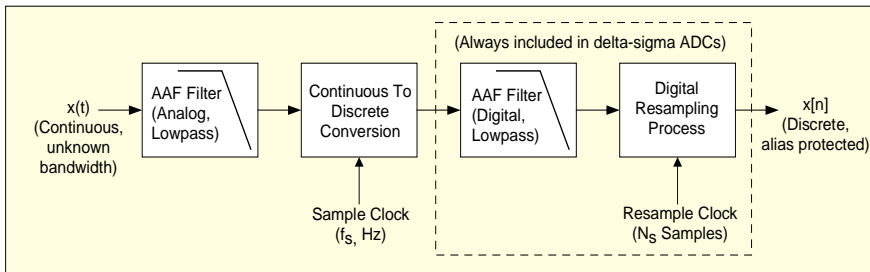 (Always included in delta-sigma ADCs)
x(t)
(Continuous,
unknown
bandwidth)
AAF Filter
(Analog,
Lowpass)
Continuous To
Discrete
Conversion
AAF Filter
(Digital,
Lowpass)
Digital
Resampling
Process
x[n]
(Discrete,
alias protected)
Sample Clock
(fS, Hz)
Resample Clock
(NS Samples)